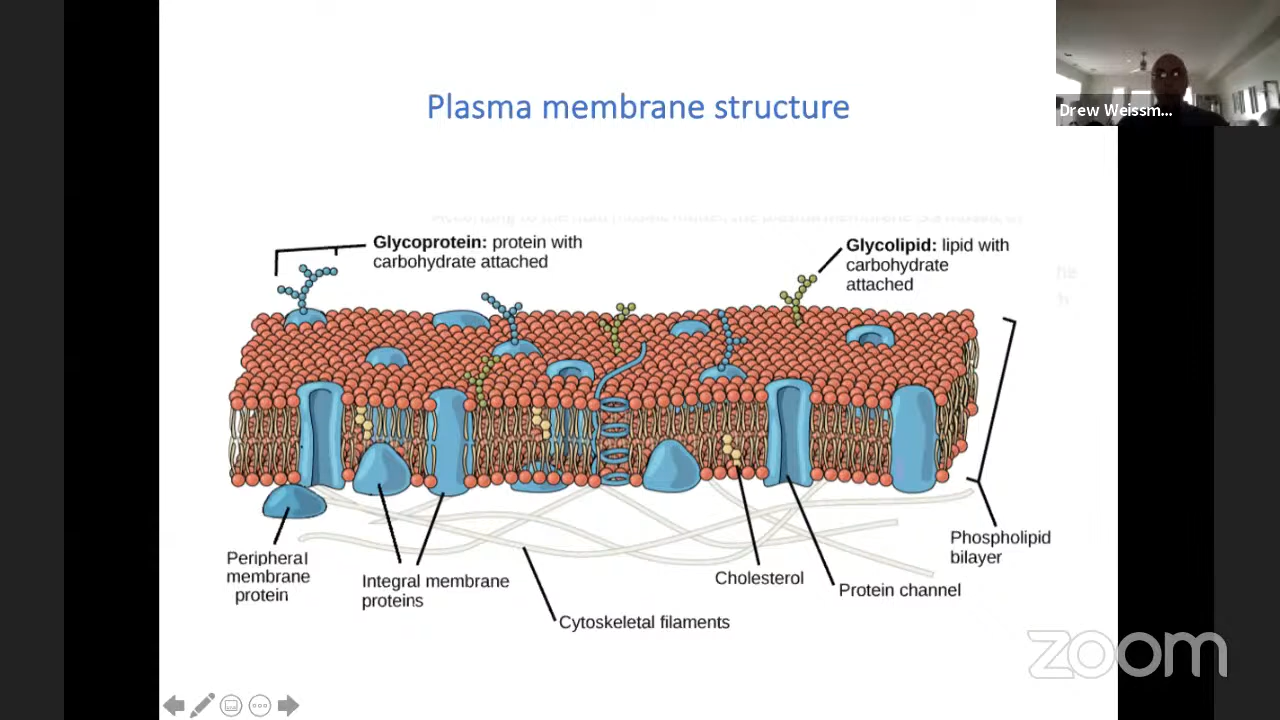 Plasma membrane structure
Drew Weissm...
Glycoprotein: protein with
carbohydrate attached
Glycolipid: lipid with
carbohydrate
attached
Peripheral
membrane
protein
Integral membrane
proteins
Cytoskeletal filaments
Cholesterol
Protein channel
Phospholipid
bilayer
zoom